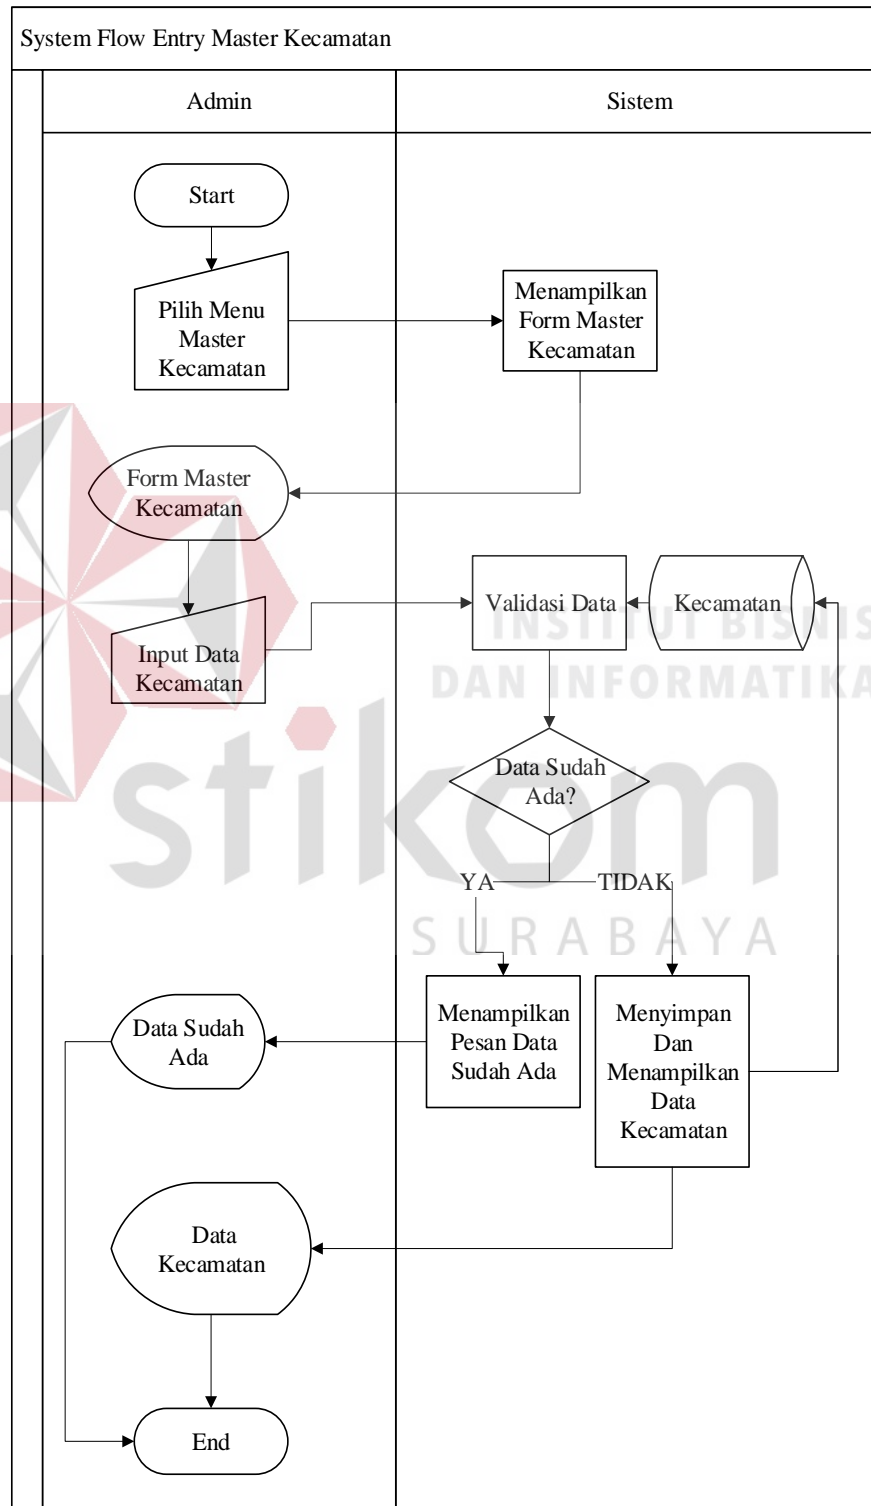 System Flow Entry Master Kecamatan
Admin
Sistem
Start
Pilih Menu
Master
Kecamatan
Menampilkan
Form Master
Kecamatan
Form Master
Kecamatan
Input Data
Kecamatan
Validasi Data
Kecamatan
INSTITUT BISNIS
DAN INFORMATIKA
stikom
SURABAYA
Data Sudah
Ada?
YA
TIDAK
Menampilkan
Pesan Data
Sudah Ada
Menyimpan
Dan
Menampilkan
Data
Kecamatan
Data Sudah
Ada
Data
Kecamatan
End